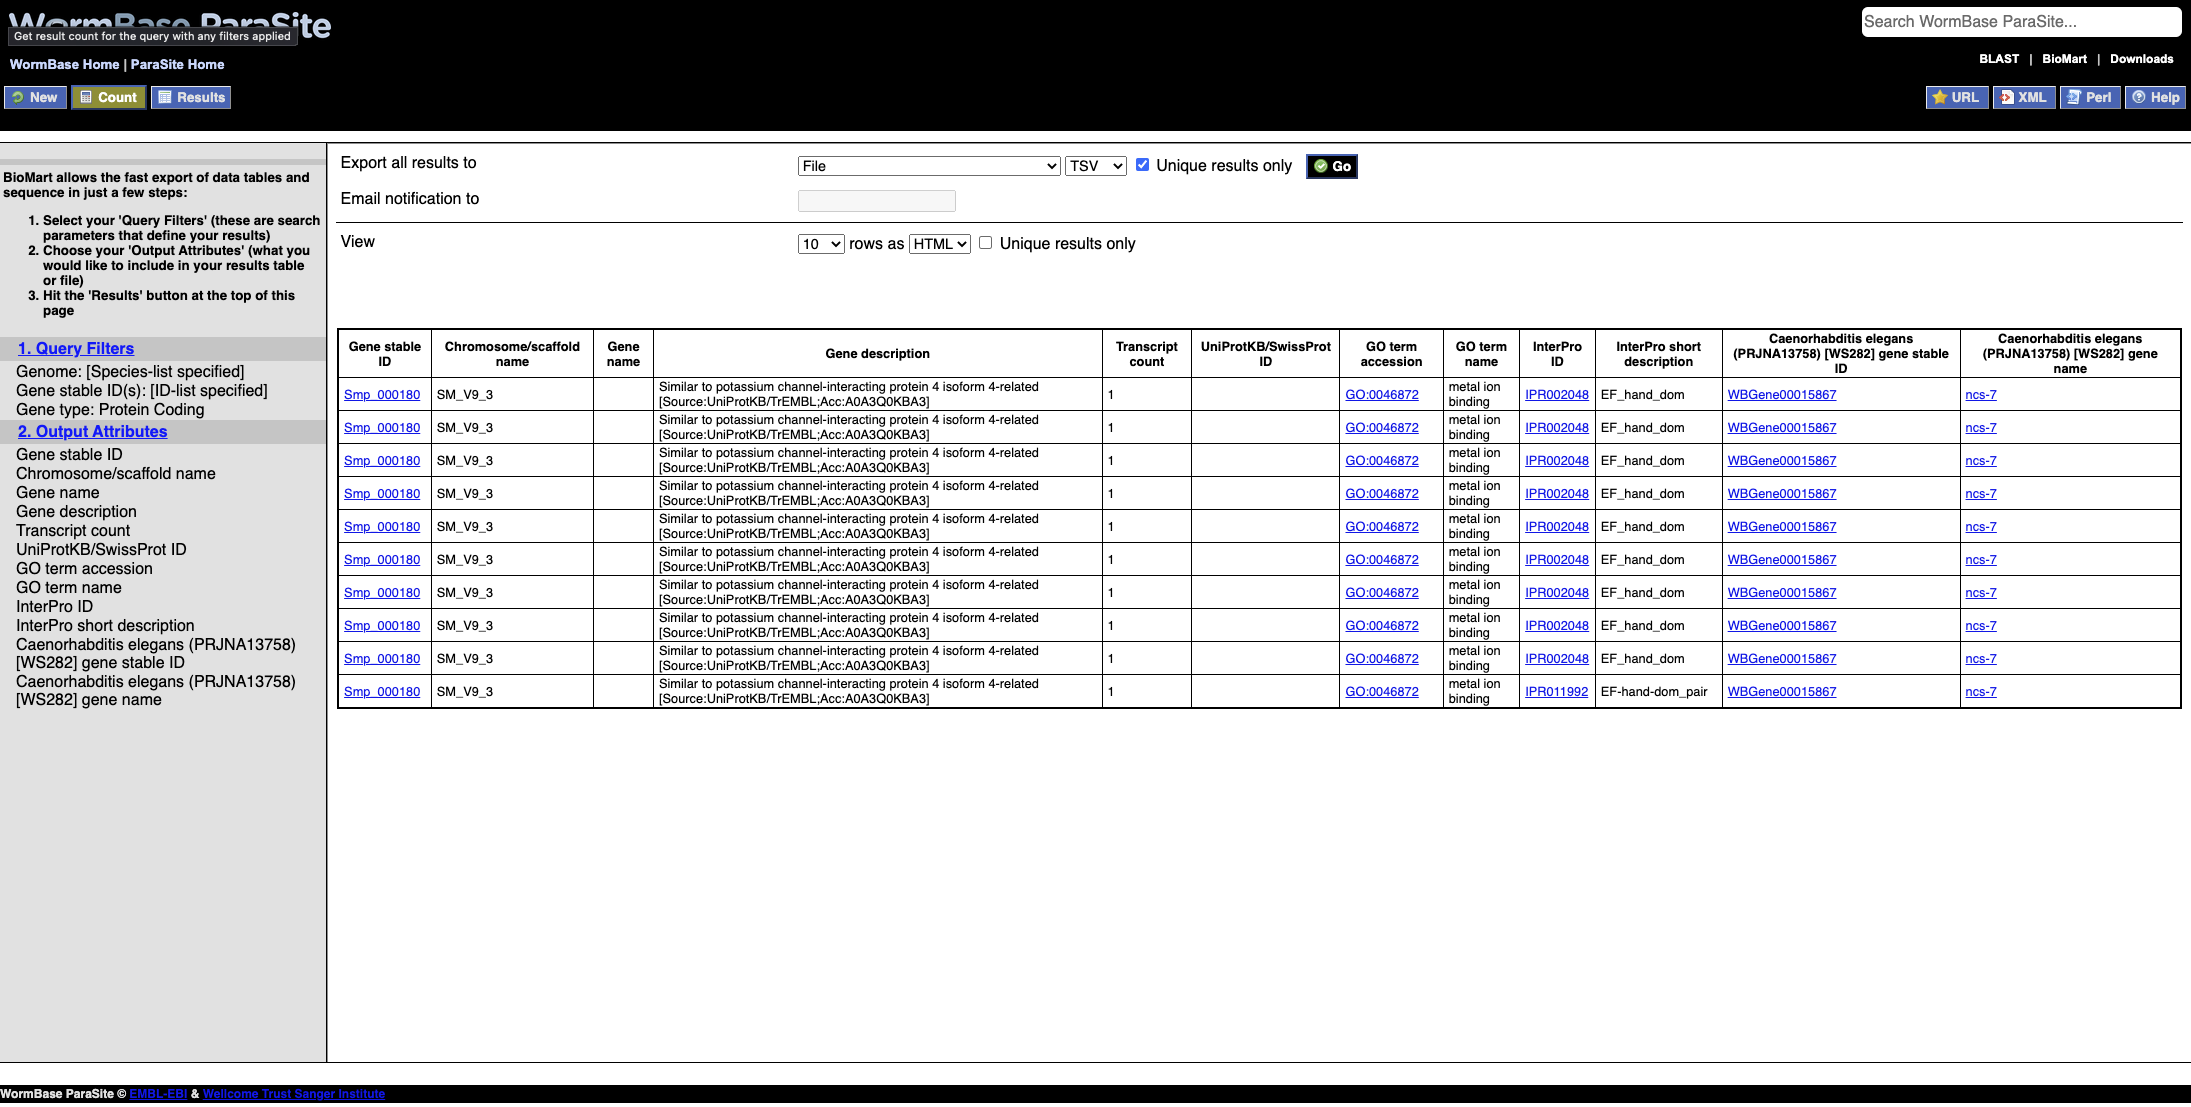 WormBase ParaSite
Get result count for the query with any filters applied
Search WormBase ParaSite...
WormBase Home | ParaSite Home
BLAST | BioMart | Downloads
New Count Results
URL XML Perl Help
BioMart allows the fast export of data tables and
sequence in just a few steps:
1. Select your 'Query Filters' (these are search
parameters that define your results)
2. Choose your 'Output Attributes' (what you
would like to include in your results table
or file)
3. Hit the 'Results' button at the top of this
page
1. Query Filters
Genome: [Species-list specified]
Gene stable ID(s): [ID-list specified]
Gene type: Protein Coding
2. Output Attributes
Gene stable ID
Chromosome/scaffold name
Gene name
Gene description
Transcript count
UniProtKB/SwissProt ID
GO term accession
GO term name
InterPro ID
InterPro short description
Caenorhabditis elegans (PRJNA13758)
[WS282] gene stable ID
Caenorhabditis elegans (PRJNA13758)
[WS282] gene name
Export all results to File TSV Unique results only Go
Email notification to
View 10 rows as HTML Unique results only
Gene stable ID Chromosome/scaffold name Gene name Gene description Transcript count UniProtKB/SwissProt ID GO term accession GO term name InterPro ID InterPro short description Caenorhabditis elegans (PRJNA13758) [WS282] gene stable ID Caenorhabditis elegans (PRJNA13758) [WS282] gene name
Smp_000180 SM_V9_3 Similar to potassium channel-interacting protein 4 isoform 4-related [Source:UniProtKB/TrEMBL;Acc:A0A3Q0KBA3] 1 GO:0046872 metal ion binding IPR002048 EF_hand_dom WBGene00015867 ncs-7
Smp_000180 SM_V9_3 Similar to potassium channel-interacting protein 4 isoform 4-related [Source:UniProtKB/TrEMBL;Acc:A0A3Q0KBA3] 1 GO:0046872 metal ion binding IPR002048 EF_hand_dom WBGene00015867 ncs-7
Smp_000180 SM_V9_3 Similar to potassium channel-interacting protein 4 isoform 4-related [Source:UniProtKB/TrEMBL;Acc:A0A3Q0KBA3] 1 GO:0046872 metal ion binding IPR002048 EF_hand_dom WBGene00015867 ncs-7
Smp_000180 SM_V9_3 Similar to potassium channel-interacting protein 4 isoform 4-related [Source:UniProtKB/TrEMBL;Acc:A0A3Q0KBA3] 1 GO:0046872 metal ion binding IPR002048 EF_hand_dom WBGene00015867 ncs-7
Smp_000180 SM_V9_3 Similar to potassium channel-interacting protein 4 isoform 4-related [Source:UniProtKB/TrEMBL;Acc:A0A3Q0KBA3] 1 GO:0046872 metal ion binding IPR002048 EF_hand_dom WBGene00015867 ncs-7
Smp_000180 SM_V9_3 Similar to potassium channel-interacting protein 4 isoform 4-related [Source:UniProtKB/TrEMBL;Acc:A0A3Q0KBA3] 1 GO:0046872 metal ion binding IPR002048 EF_hand_dom WBGene00015867 ncs-7
Smp_000180 SM_V9_3 Similar to potassium channel-interacting protein 4 isoform 4-related [Source:UniProtKB/TrEMBL;Acc:A0A3Q0KBA3] 1 GO:0046872 metal ion binding IPR002048 EF_hand_dom WBGene00015867 ncs-7
Smp_000180 SM_V9_3 Similar to potassium channel-interacting protein 4 isoform 4-related [Source:UniProtKB/TrEMBL;Acc:A0A3Q0KBA3] 1 GO:0046872 metal ion binding IPR002048 EF_hand_dom WBGene00015867 ncs-7
Smp_000180 SM_V9_3 Similar to potassium channel-interacting protein 4 isoform 4-related [Source:UniProtKB/TrEMBL;Acc:A0A3Q0KBA3] 1 GO:0046872 metal ion binding IPR002048 EF_hand_dom WBGene00015867 ncs-7
Smp_000180 SM_V9_3 Similar to potassium channel-interacting protein 4 isoform 4-related [Source:UniProtKB/TrEMBL;Acc:A0A3Q0KBA3] 1 GO:0046872 metal ion binding IPR011992 EF-hand-dom_pair WBGene00015867 ncs-7
WormBase ParaSite © EMBL-EBI & Wellcome Trust Sanger Institute